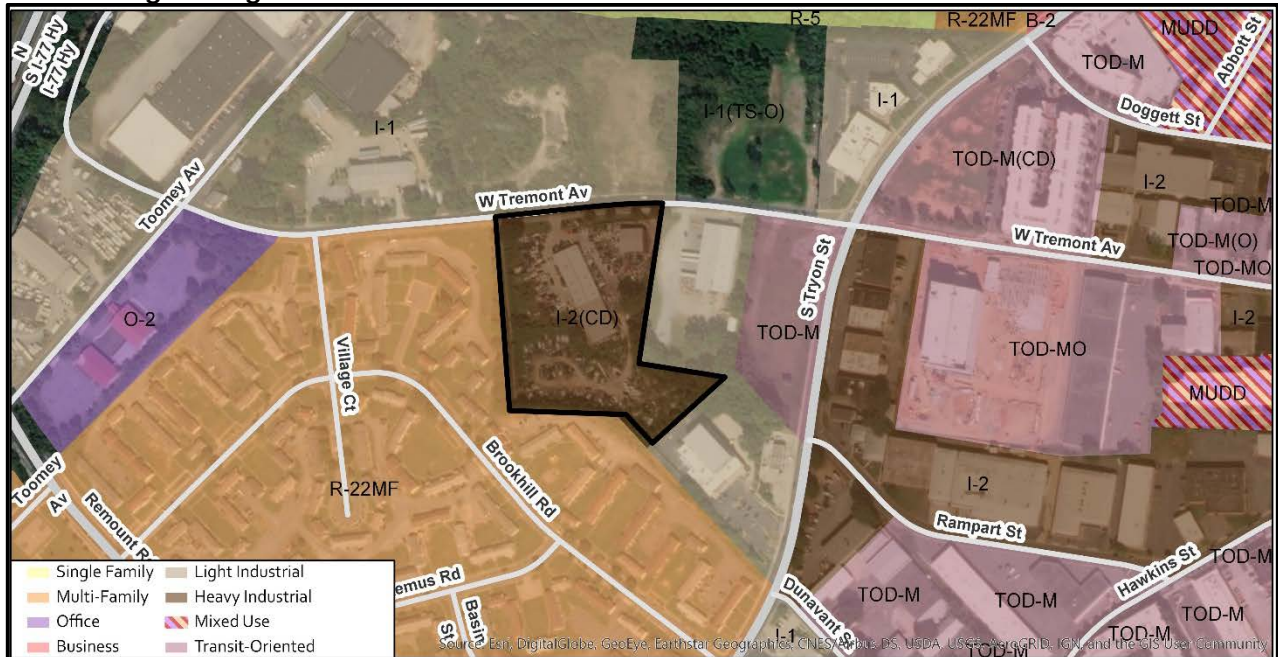 R-5
R-22MF
B-2
MUDD
N
S I-77 Hy
I-77 Hy
TOD-M
Abbott St
I-1
I-1(TS-O)
I-1
Doggett St
Toomey Av
TOD-M(CD)
I-2
TOD-M
W Tremont Av
W Tremont Av
TOD-M(O)
TOD-MO
O-2
I-2(CD)
TOD-M
S Tryon St
I-2
TOD-MO
MUDD
Village Ct
Brookhill Rd
R-22MF
I-2
Toomey
Av
Remount Rd
Rampart St
Hawkins St
TOD-M
emus Rd
Basin
St
Dunavant St
I-1
TOD-M
TOD-M
TOD-M
TOD-M
TOD-M
Single Family
Light Industrial
Multi-Family
Heavy Industrial
Office
Mixed Use
Business
Transit-Oriented
Source: Esri, DigitalGlobe, GeoEye, Earthstar Geographics, CNES/Airbus DS, USDA, USGS, AeroGRID, IGN, and the GIS User Community